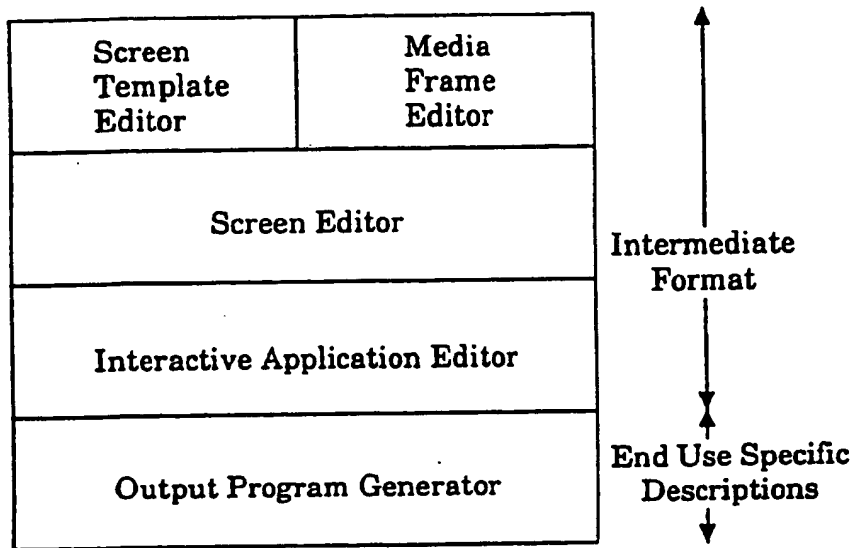 Screen
Template
Editor
Media
Frame
Editor
Screen Editor
Intermediate
Format
Interactive Application Editor
End Use Specific
Descriptions
Output Program Generator